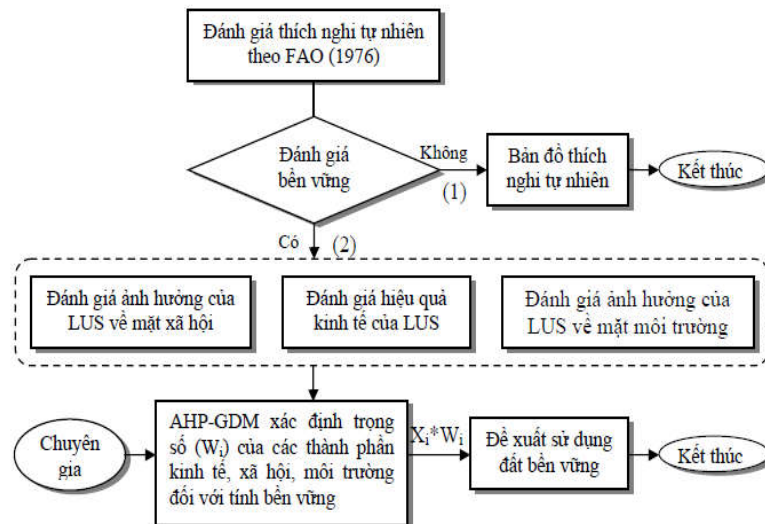 Đánh giá thích nghi tự nhiên
theo FAO (1976)
Đánh giá
bền vững
Không
(1)
Bản đồ thích
nghi tự nhiên
Kết thúc
Có
(2)
Đánh giá ảnh hưởng của
LUS về mặt xã hội
Đánh giá hiệu quả
kinh tế của LUS
Đánh giá ảnh hưởng của
LUS về mặt môi trường
Chuyên
gia
AHP-GDM xác định trọng
số (Wi) của các thành phần
kinh tế, xã hội, môi trường
đối với tính bền vững
Xi*Wi
Đề xuất sử dụng
đất bền vững
Kết thúc